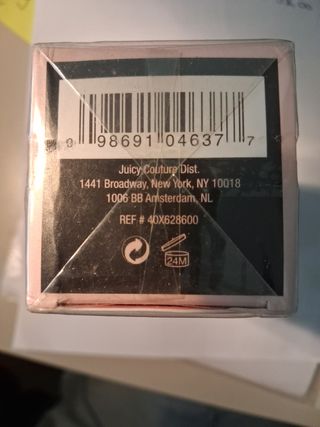 0 98691 04637 7
Juicy Couture Dist.
1441 Broadway, New York, NY 10018
1006 BB Amsterdam, NL
REF # 40X628600
24M